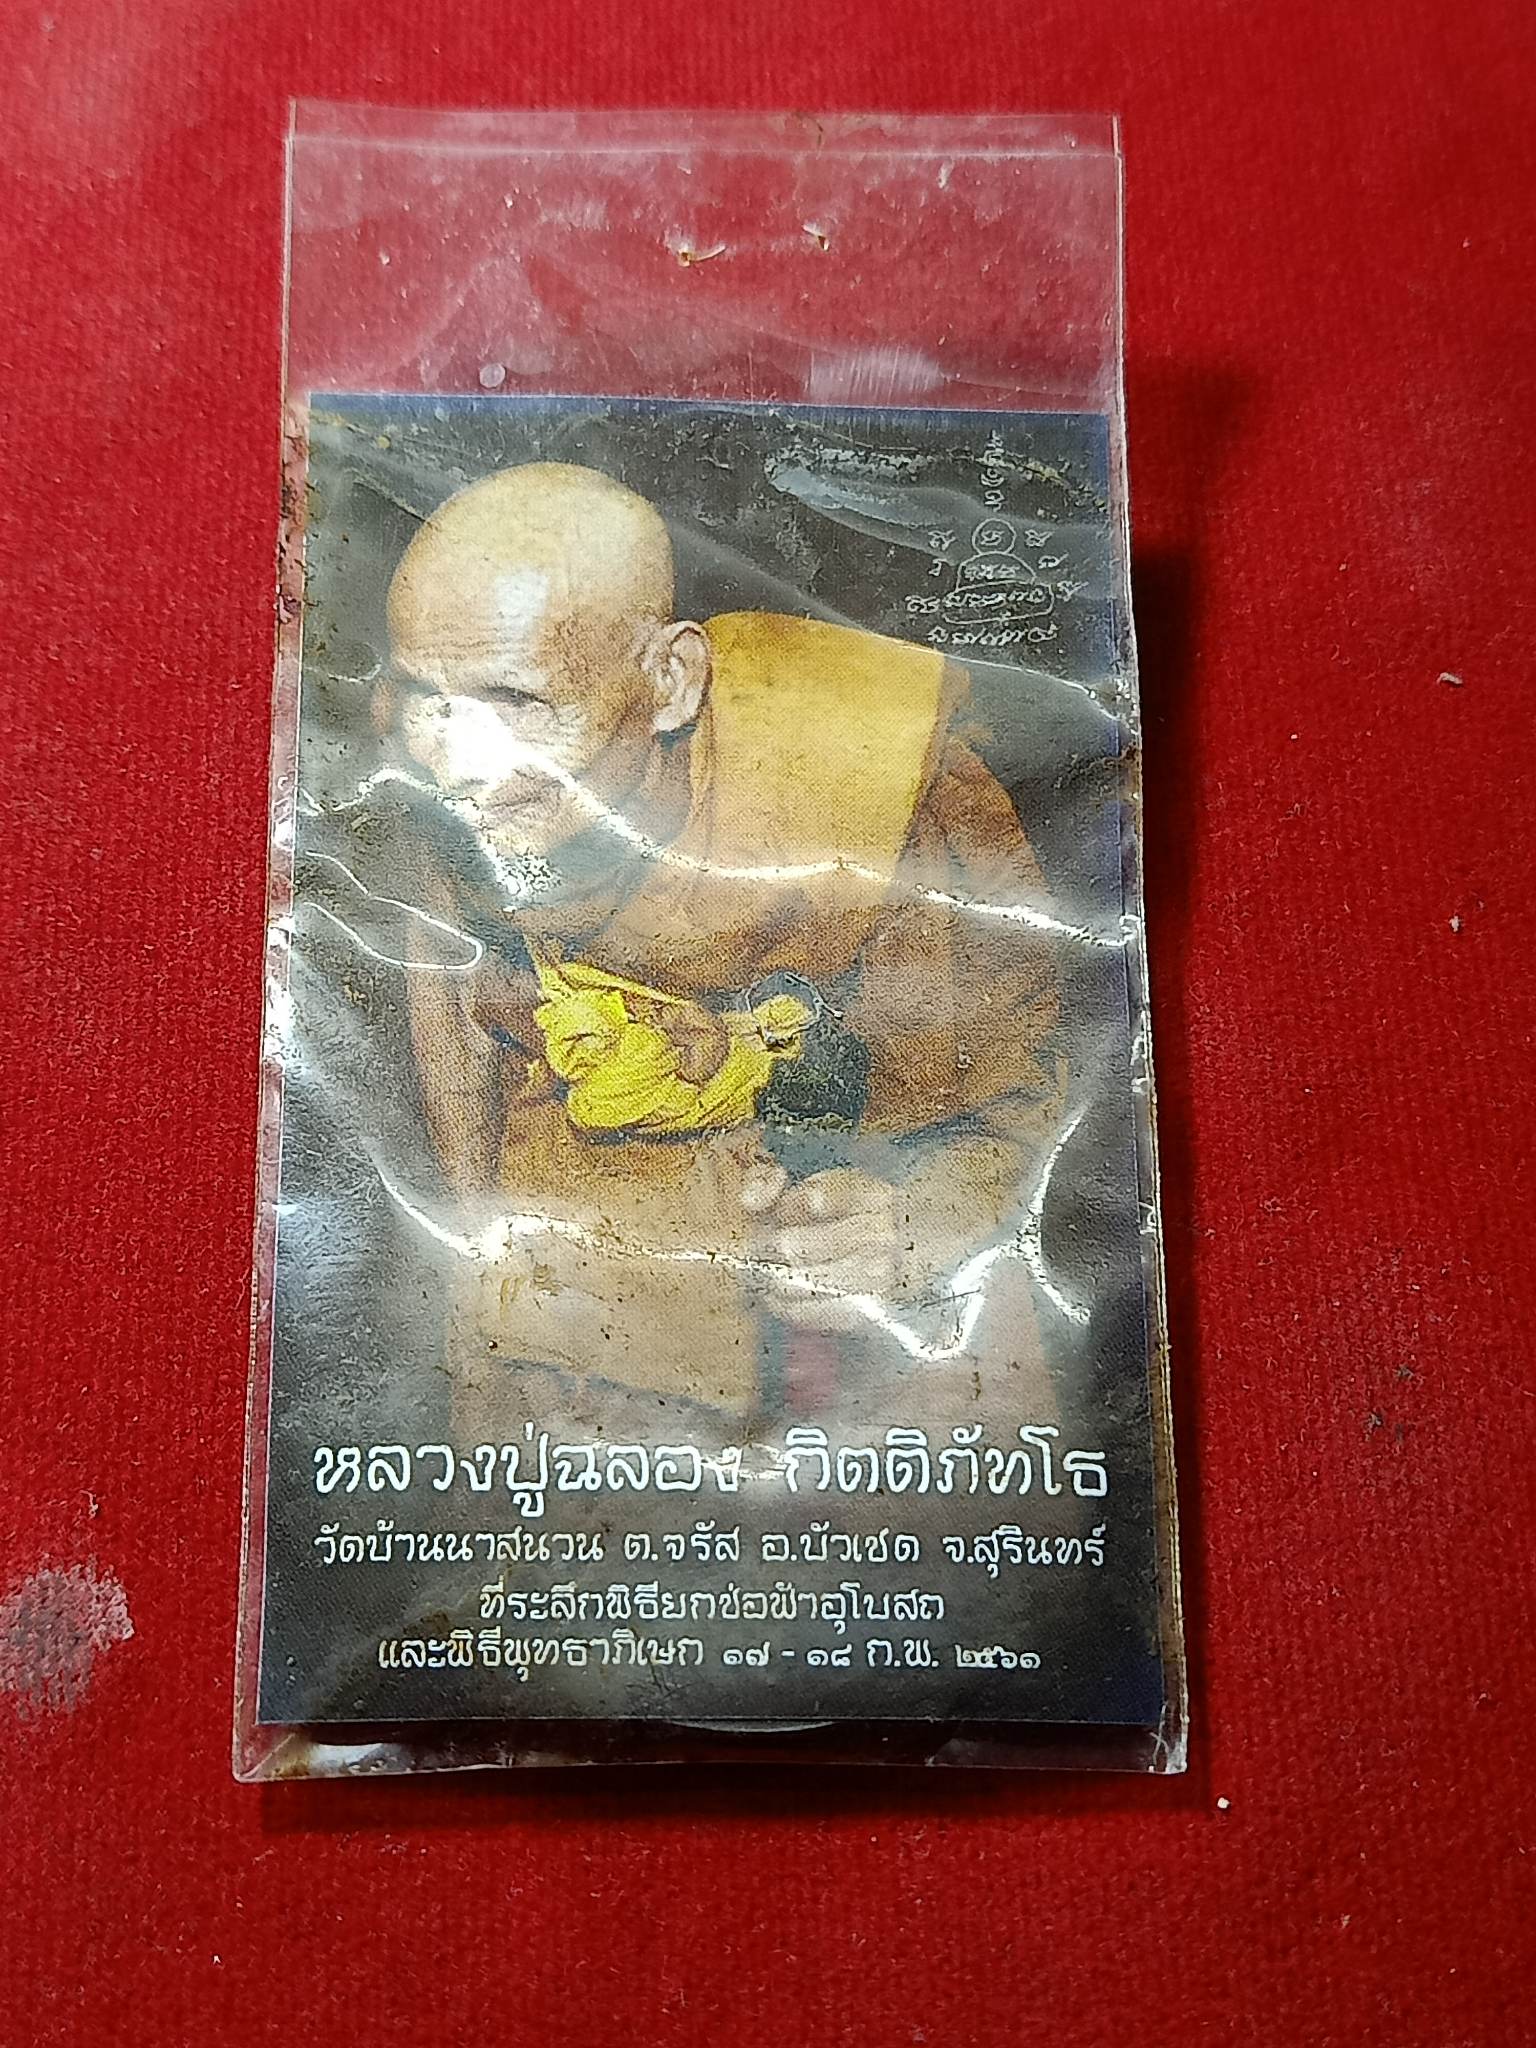 หลวงปู่ฉลอง กิตติภัทโธ
วัดบ้านนาสนวน ต.จรัส อ.บัวเชด จ.สุรินทร์
ที่ระลึกพิธียกช่อฟ้าอุโบสถ
และพิธีพุทธาภิเษก ๑๗ - ๑๘ ก.พ. ๒๕๖๑